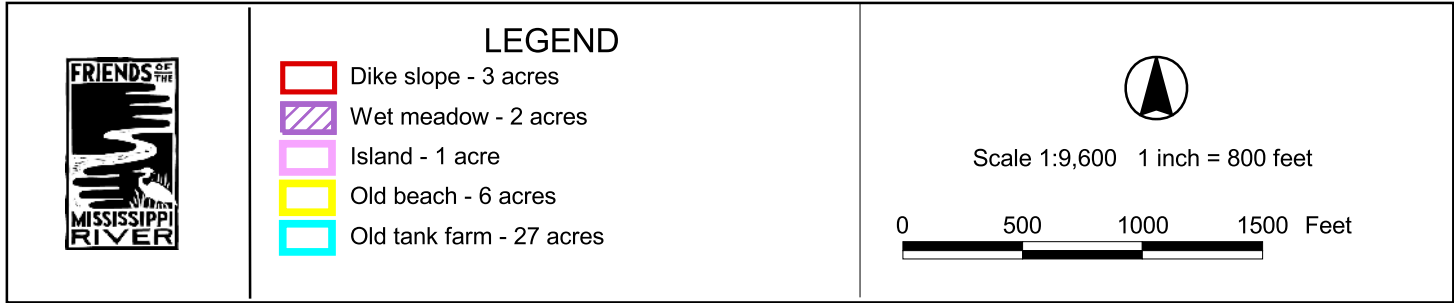 FRIENDS OF THE
MISSISSIPPI
RIVER
LEGEND
Dike slope - 3 acres
Wet meadow - 2 acres
Island - 1 acre
Old beach - 6 acres
Old tank farm - 27 acres
Scale 1:9,600 1 inch = 800 feet
0 500 1000 1500 Feet